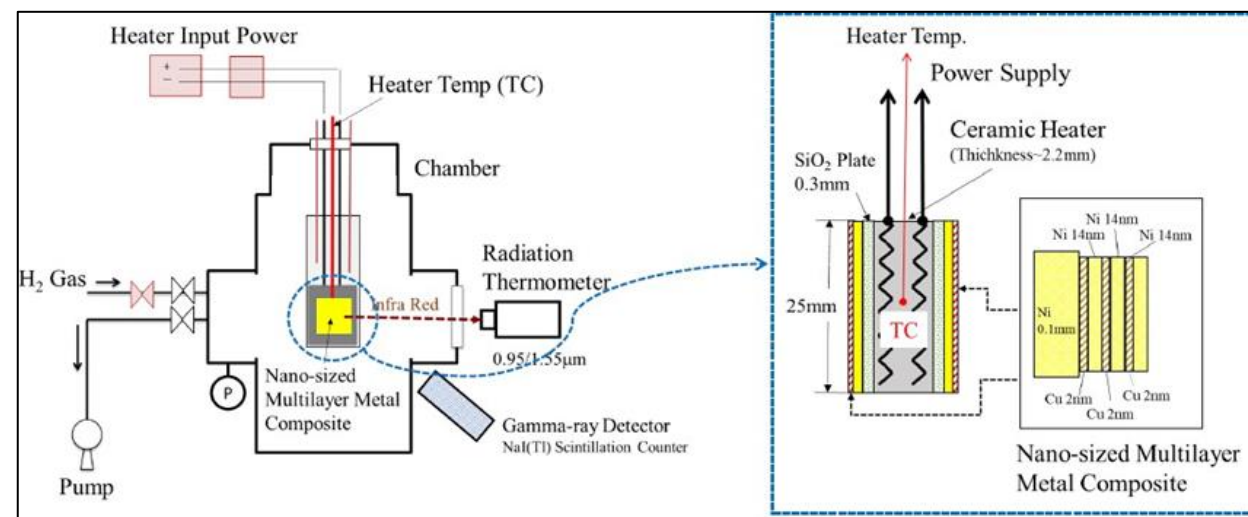 Heater Input Power
+
−
Heater Temp (TC)
Chamber
H₂ Gas
Radiation
Thermometer
nfra Red
0.95/1.55μm
P
Nano-sized
Multilayer Metal
Composite
Gamma-ray Detector
NaI(Tl) Scintillation Counter
Pump
Heater Temp.
Power Supply
Ceramic Heater
(Thichkness~2.2mm)
SiO₂ Plate
0.3mm
25mm
TC
Ni 14nm
Ni 14nm
Ni 14nm
Ni
0.1mm
Cu 2nm
Cu 2nm
Cu 2nm
Nano-sized Multilayer
Metal Composite